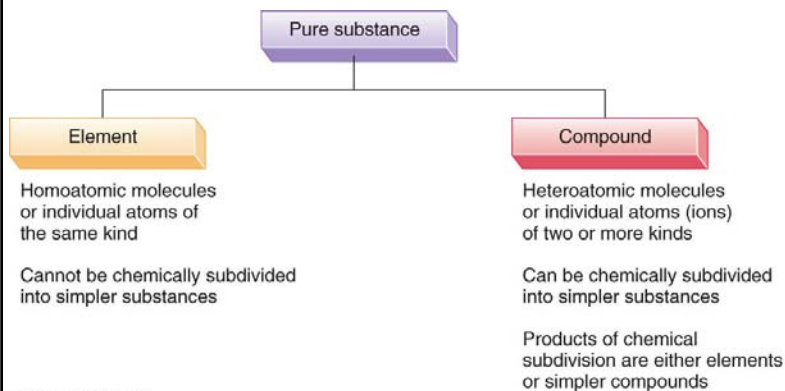 Pure substance
Element
Homoatomic molecules
or individual atoms of
the same kind
Cannot be chemically subdivided
into simpler substances
Compound
Heteroatomic molecules
or individual atoms (ions)
of two or more kinds
Can be chemically subdivided
into simpler substances
Products of chemical
subdivision are either elements
or simpler compounds